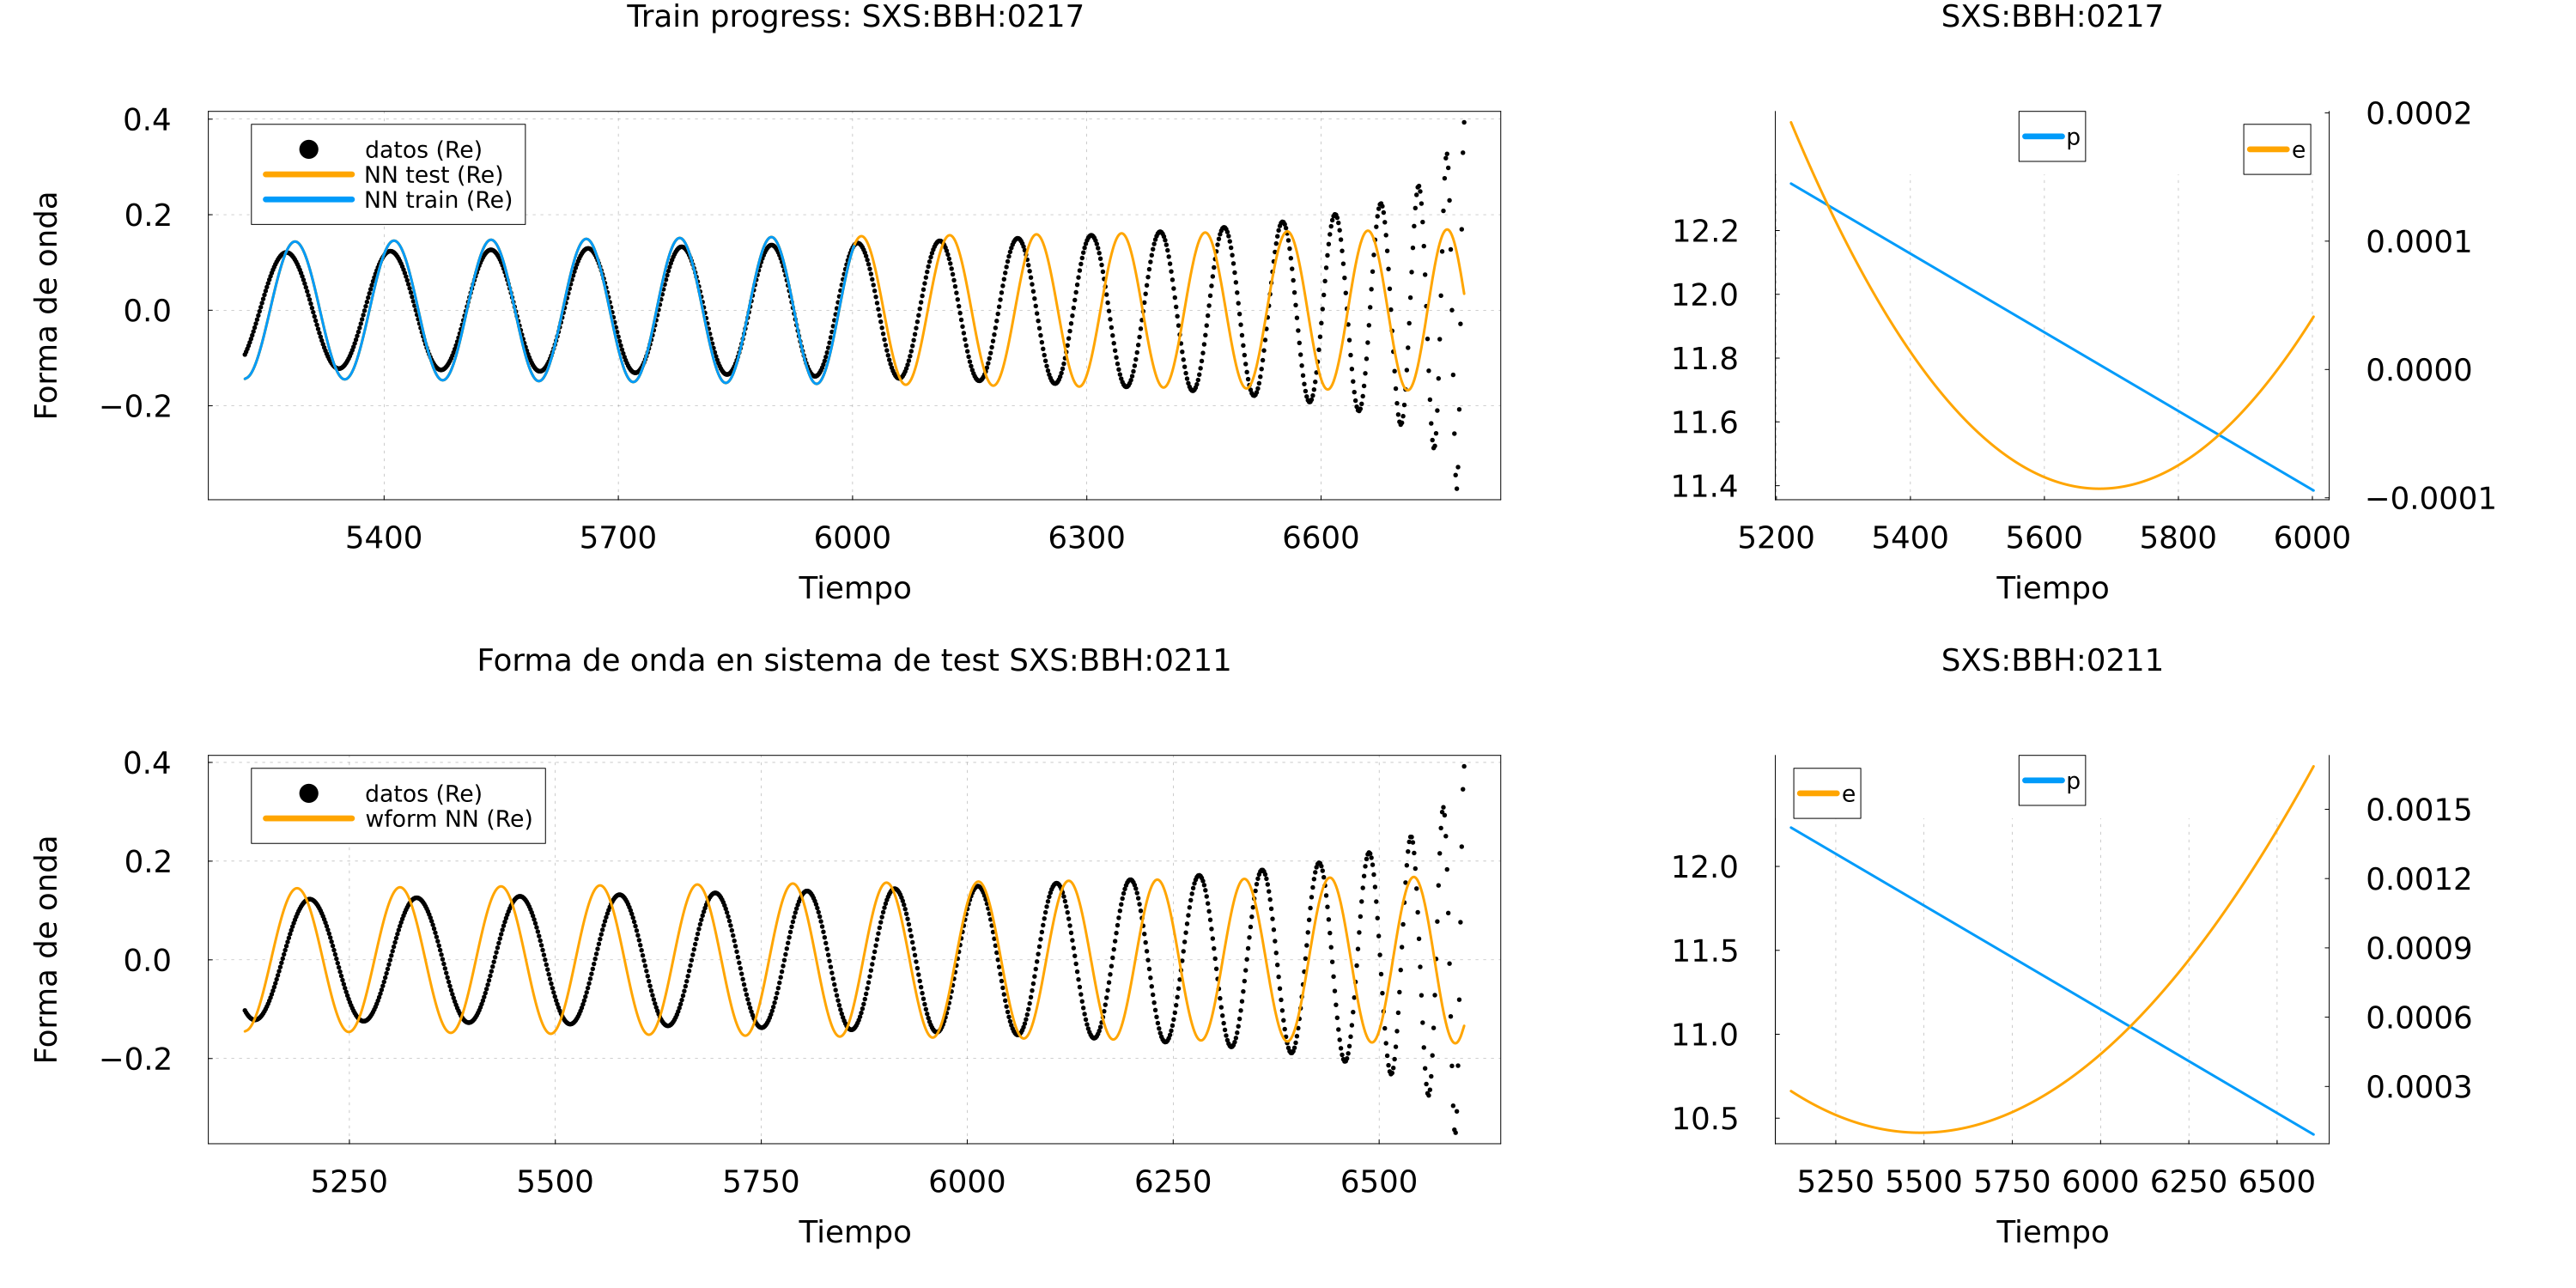 Train progress: SXS:BBH:0217
Forma de onda
0.4
0.2
0.0
−0.2
datos (Re)
NN test (Re)
NN train (Re)
5400 5700 6000 6300 6600
Tiempo
SXS:BBH:0217
12.2
12.0
11.8
11.6
11.4
p
e
0.0002
0.0001
0.0000
−0.0001
5200 5400 5600 5800 6000
Tiempo
Forma de onda en sistema de test SXS:BBH:0211
Forma de onda
0.4
0.2
0.0
−0.2
datos (Re)
wform NN (Re)
5250 5500 5750 6000 6250 6500
Tiempo
SXS:BBH:0211
12.0
11.5
11.0
10.5
e
p
0.0015
0.0012
0.0009
0.0006
0.0003
5250 5500 5750 6000 6250 6500
Tiempo